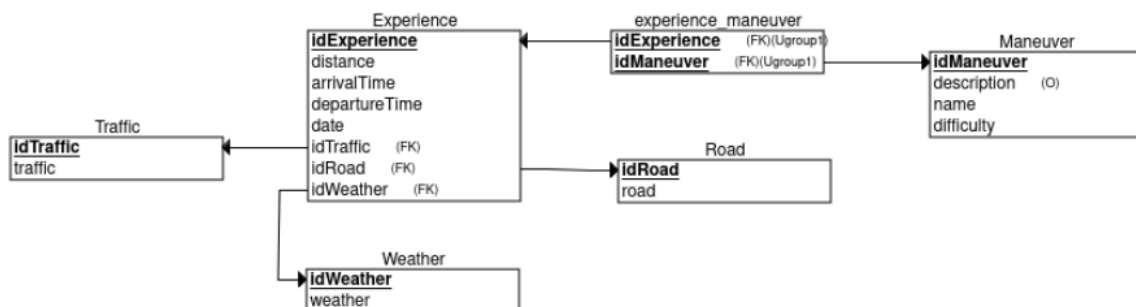 Experience
idExperience
distance
arrivalTime
departureTime
date
idTraffic (FK)
idRoad (FK)
idWeather (FK)
experience_maneuver
idExperience (FK)(Ugroup1)
idManeuver (FK)(Ugroup1)
Maneuver
idManeuver
description (O)
name
difficulty
Traffic
idTraffic
traffic
Road
idRoad
road
Weather
idWeather
weather